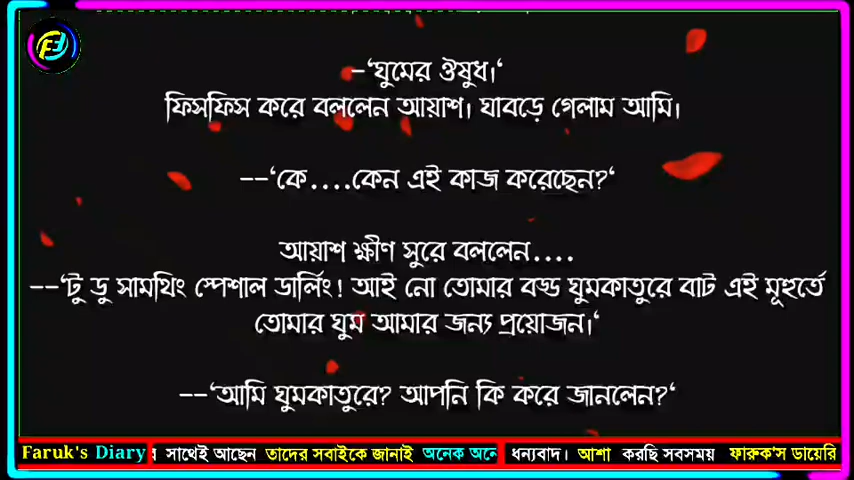 –‘ঘুমের ঔষুধ।‘
ফিসফিস করে বললেন আয়াশ। ঘাবড়ে গেলাম আমি।
--‘কে....কেন এই কাজ করেছেন?‘
আয়াশ ক্ষীণ সুরে বললেন....
--‘টু ডু সামথিং স্পেশাল ডার্লিং! আই নো তোমার বড্ড ঘুমকাতুরে বাট এই মূহুর্তে
তোমার ঘুম আমার জন্য প্রয়োজন।‘
--‘আমি ঘুমকাতুরে? আপনি কি করে জানলেন?‘
Faruk's Diary সাথেই আছেন তাদের সবাইকে জানাই অনেক ধন্যবাদ। আশা করছি সবসময় ফারুক'স ডায়েরি